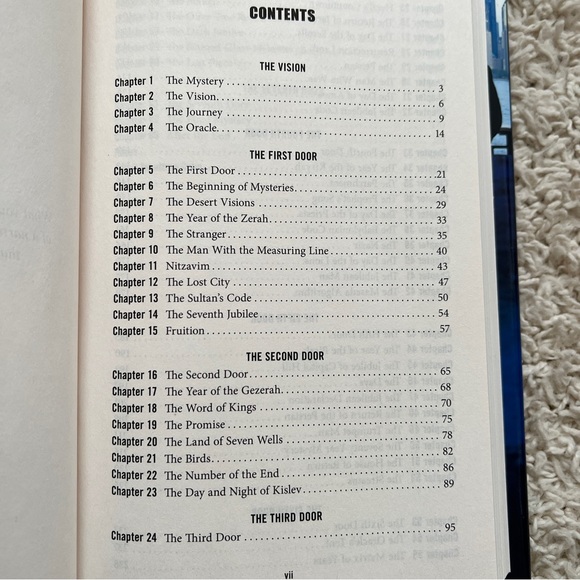 CONTENTS
THE VISION
Chapter 1 The Mystery 3
Chapter 2 The Vision. 6
Chapter 3 The Journey 9
Chapter 4 The Oracle. 14
THE FIRST DOOR
Chapter 5 The First Door 21
Chapter 6 The Beginning of Mysteries. 24
Chapter 7 The Desert Visions 29
Chapter 8 The Year of the Zerah. 33
Chapter 9 The Stranger. 35
Chapter 10 The Man With the Measuring Line 40
Chapter 11 Nitzavim 43
Chapter 12 The Lost City 47
Chapter 13 The Sultan's Code 50
Chapter 14 The Seventh Jubilee 54
Chapter 15 Fruition 57
THE SECOND DOOR
Chapter 16 The Second Door. 65
Chapter 17 The Year of the Gezerah. 68
Chapter 18 The Word of Kings 70
Chapter 19 The Promise 75
Chapter 20 The Land of Seven Wells 78
Chapter 21 The Birds. 82
Chapter 22 The Number of the End 86
Chapter 23 The Day and Night of Kislev 89
THE THIRD DOOR
Chapter 24 The Third Door 95
vii